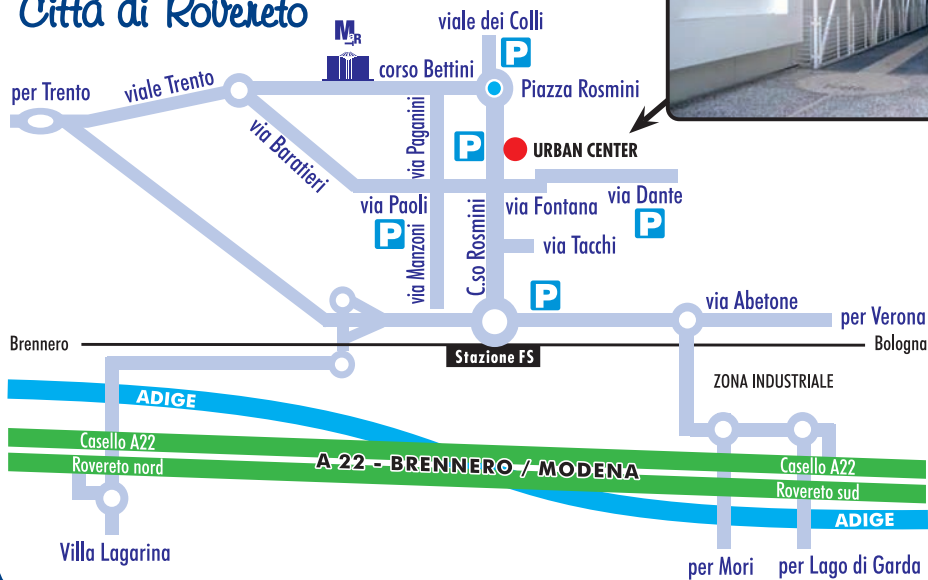 Città di Rovereto
viale dei Colli
P
MART
corso Bettini
per Trento
viale Trento
Piazza Rosmini
via Baratieri
via Paganini
P
URBAN CENTER
via Paoli
via Fontana
via Dante
P
P
via Manzoni
C.so Rosmini
via Tacchi
P
via Abetone
per Verona
Brennero
Bologna
Stazione FS
ZONA INDUSTRIALE
ADIGE
Casello A22
Rovereto nord
A 22 - BRENNERO / MODENA
Casello A22
Rovereto sud
ADIGE
Villa Lagarina
per Mori
per Lago di Garda